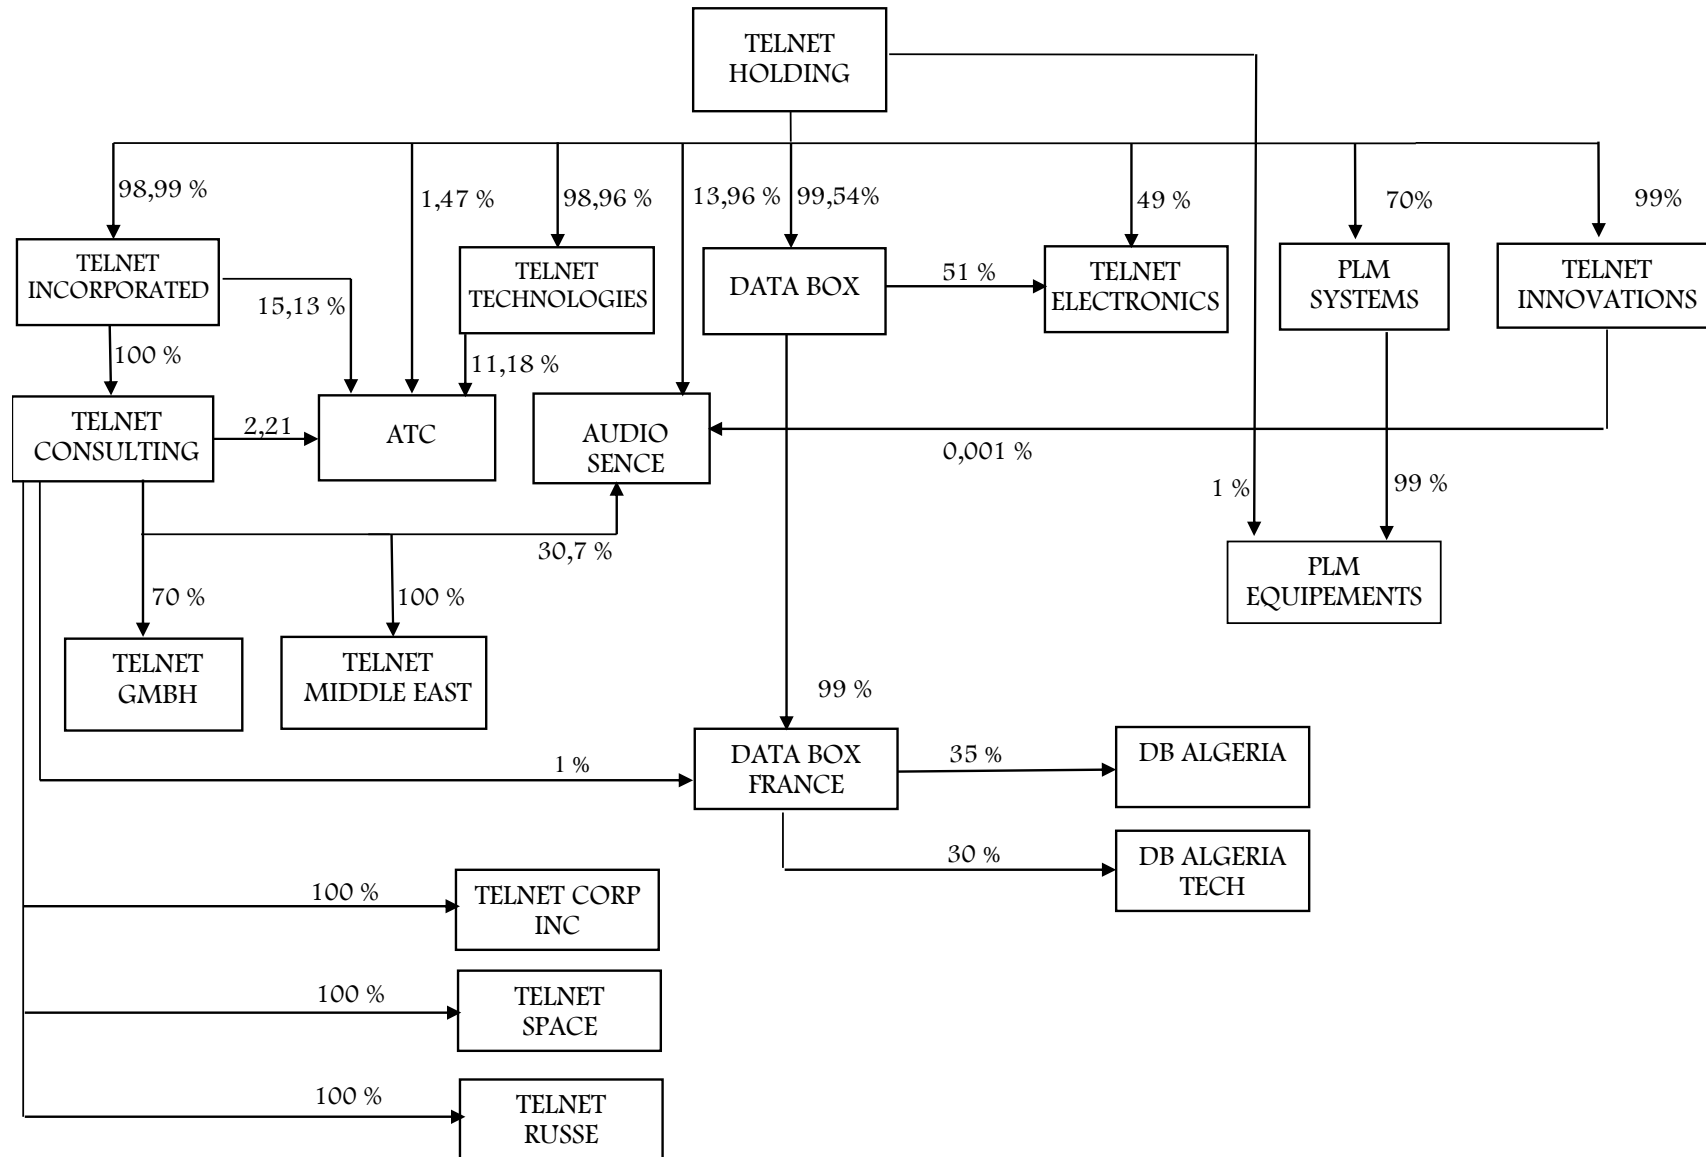 TELNET
HOLDING
98,99 %
1,47 %
98,96 %
13,96 %
99,54%
49 %
70%
99%
TELNET
INCORPORATED
TELNET
TECHNOLOGIES
DATA BOX
51 %
TELNET
ELECTRONICS
PLM
SYSTEMS
TELNET
INNOVATIONS
15,13 %
100 %
11,18 %
TELNET
CONSULTING
2,21
ATC
AUDIO
SENCE
0,001 %
1 %
99 %
30,7 %
PLM
EQUIPEMENTS
70 %
100 %
TELNET
GMBH
TELNET
MIDDLE EAST
99 %
1 %
DATA BOX
FRANCE
35 %
DB ALGERIA
30 %
DB ALGERIA
TECH
100 %
TELNET CORP
INC
100 %
TELNET
SPACE
100 %
TELNET
RUSSE